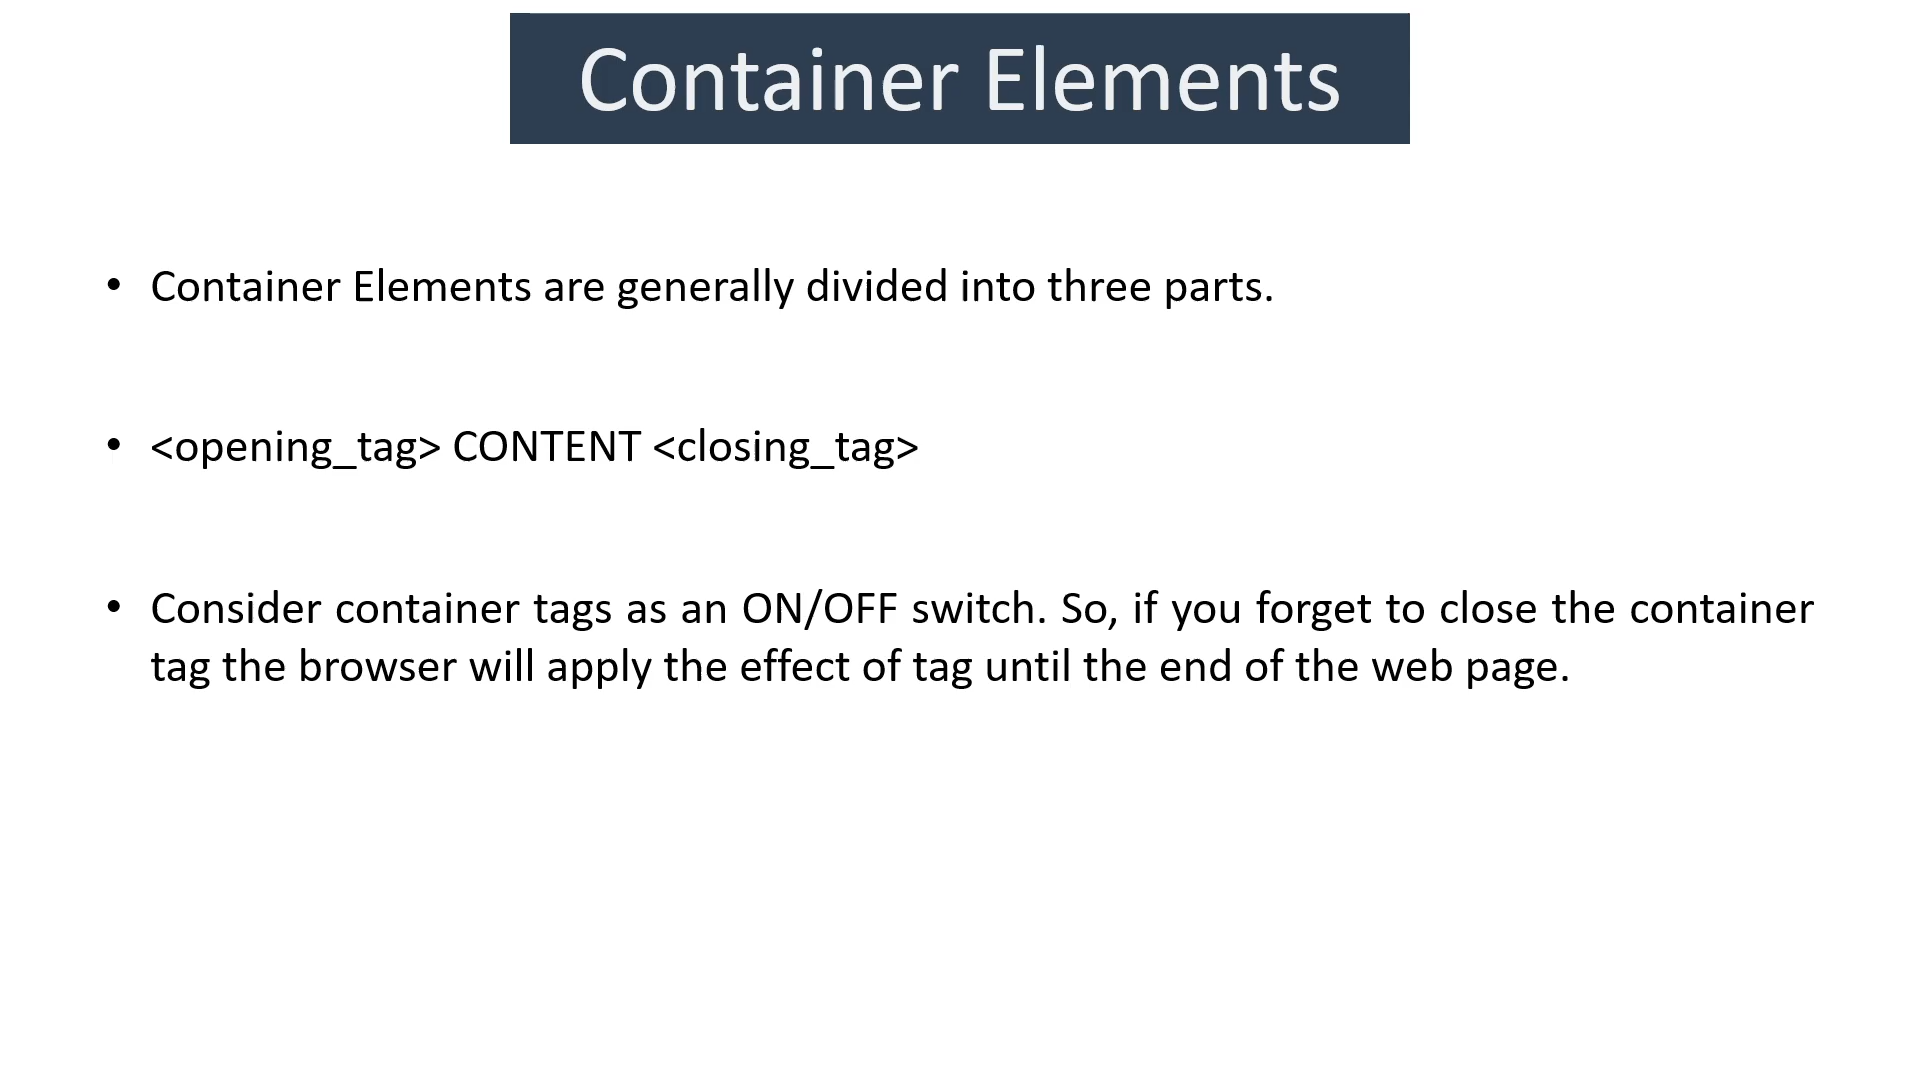 Container Elements
• Container Elements are generally divided into three parts.
• <opening_tag> CONTENT <closing_tag>
• Consider container tags as an ON/OFF switch. So, if you forget to close the container
tag the browser will apply the effect of tag until the end of the web page.